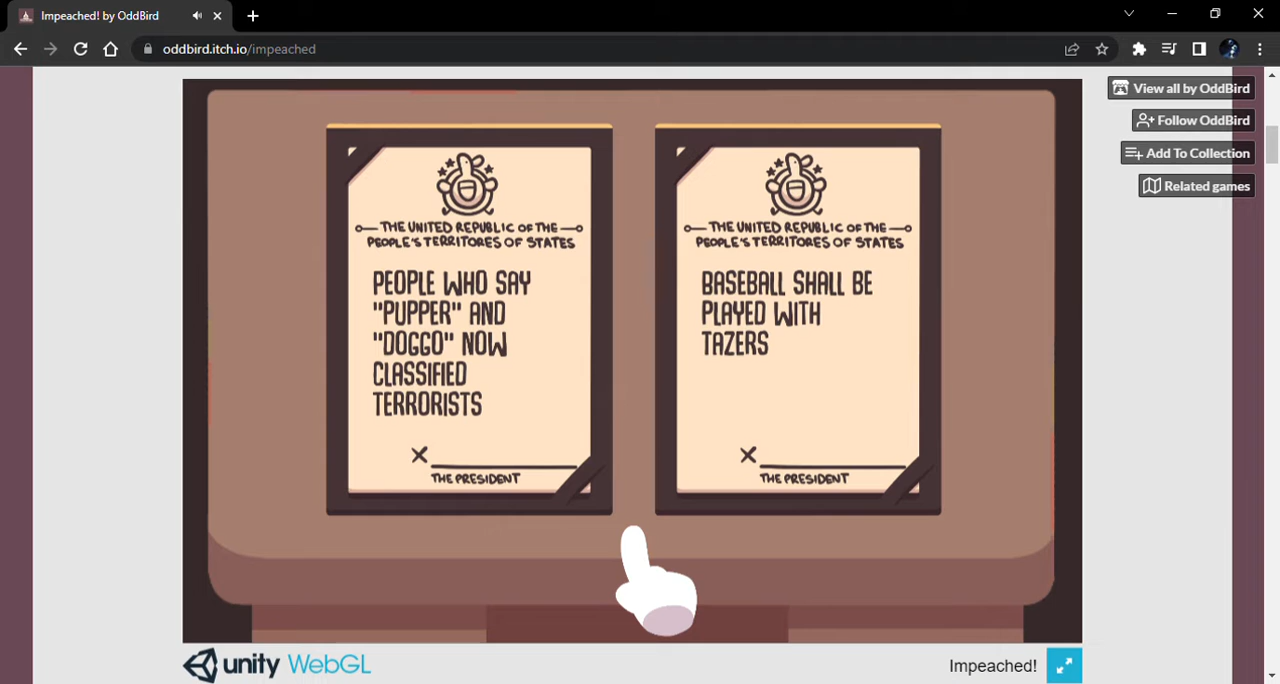 Impeached! by OddBird
oddbird.itch.io/impeached
View all by OddBird
Follow OddBird
Add To Collection
Related games
THE UNITED REPUBLIC OF THE
PEOPLE'S TERRITORES OF STATES
PEOPLE WHO SAY
"PUPPER" AND
"DOGGO" NOW
CLASSIFIED
TERRORISTS
X
THE PRESIDENT
THE UNITED REPUBLIC OF THE
PEOPLE'S TERRITORES OF STATES
BASEBALL SHALL BE
PLAYED WITH
TAZERS
X
THE PRESIDENT
unity WebGL
Impeached!